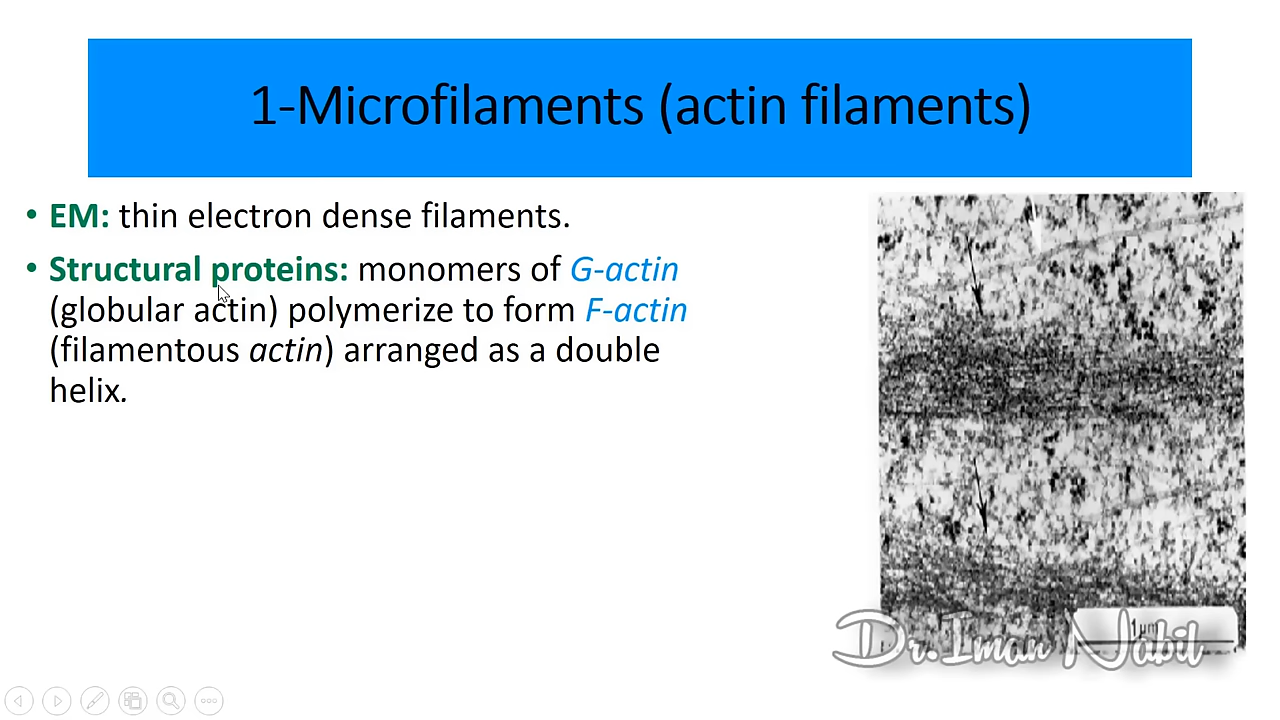 1-Microfilaments (actin filaments)
• EM: thin electron dense filaments.
• Structural proteins: monomers of G-actin
(globular actin) polymerize to form F-actin
(filamentous actin) arranged as a double
helix.
1µm
Dr.Iman Nabil